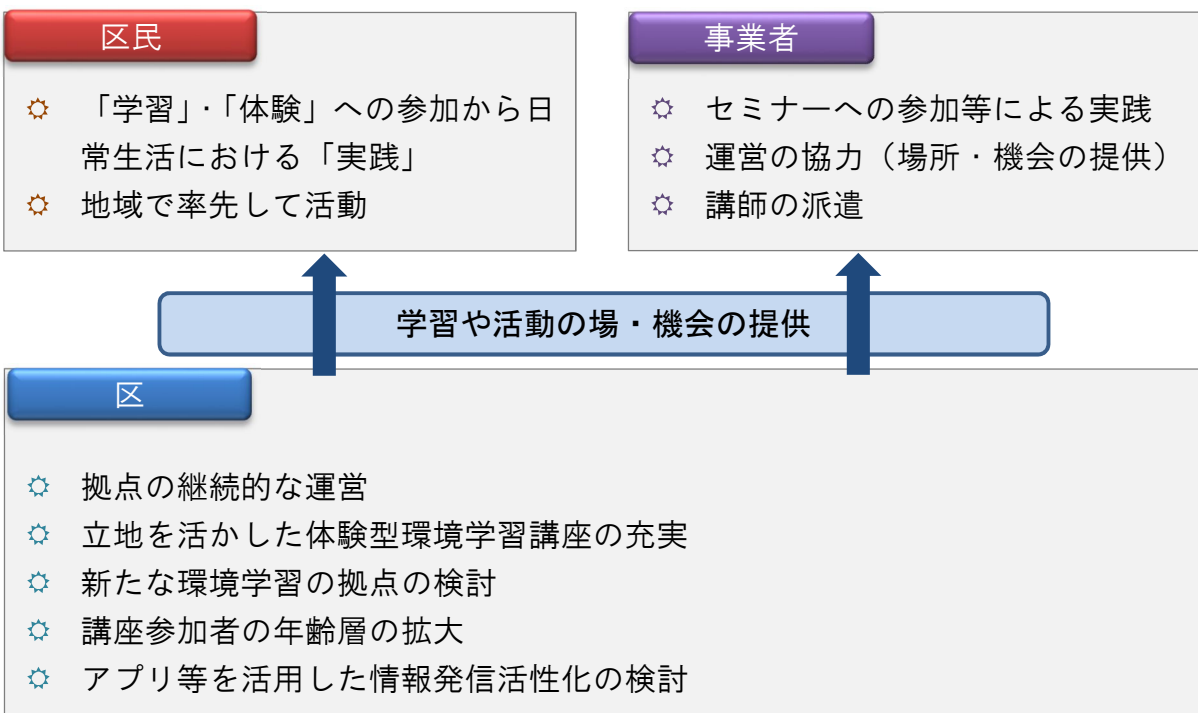 区民
「学習」・「体験」への参加から日
常生活における「実践」
地域で率先して活動
事業者
セミナーへの参加等による実践
運営の協力（場所・機会の提供）
講師の派遣
学習や活動の場・機会の提供
区
拠点の継続的な運営
立地を活かした体験型環境学習講座の充実
新たな環境学習の拠点の検討
講座参加者の年齢層の拡大
アプリ等を活用した情報発信活性化の検討